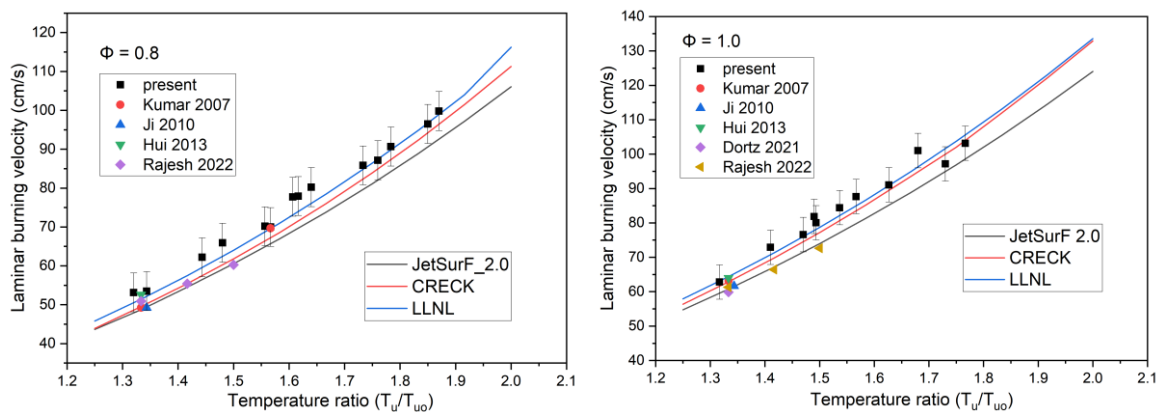 Φ = 0.8
present
Kumar 2007
Ji 2010
Hui 2013
Rajesh 2022
JetSurF_2.0
CRECK
LLNL
Laminar burning velocity (cm/s)
120
110
100
90
80
70
60
50
40
1.2 1.3 1.4 1.5 1.6 1.7 1.8 1.9 2.0 2.1
Temperature ratio (Tu/Tuo)
Φ = 1.0
present
Kumar 2007
Ji 2010
Hui 2013
Dortz 2021
Rajesh 2022
JetSurF 2.0
CRECK
LLNL
Laminar burning velocity (cm/s)
140
130
120
110
100
90
80
70
60
50
40
1.2 1.3 1.4 1.5 1.6 1.7 1.8 1.9 2.0 2.1
Temperature ratio (Tu/Tuo)